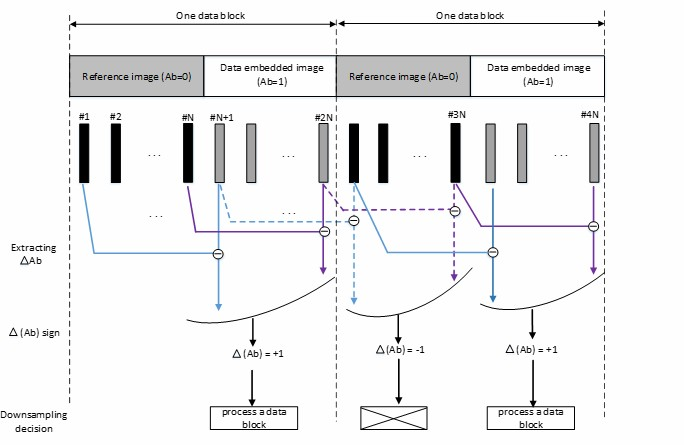 One data block
One data block
Reference image (Ab=0)
Data embedded image
(Ab=1)
Reference image (Ab=0)
Data embedded image
(Ab=1)
#1
#2
#N
#N+1
#2N
#3N
#4N
...
...
...
...
...
...
Extracting
△Ab
△(Ab) sign
△(Ab) = +1
△(Ab) = -1
△(Ab) = +1
Downsampling
decision
process a data
block
process a data
block